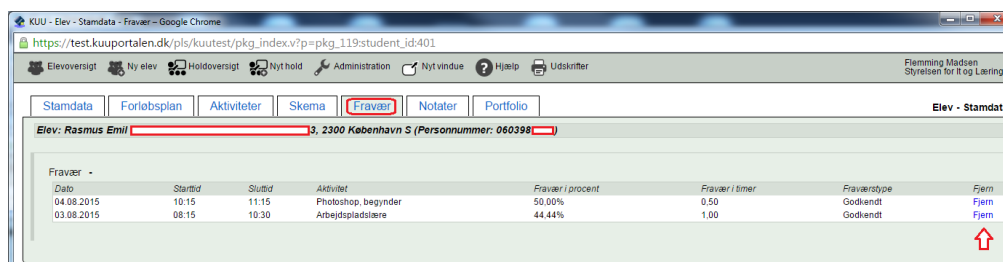 KUU - Elev - Stamdata - Fravær – Google Chrome
https://test.kuuportalen.dk/pls/kuutest/pkg_index.v?p=pkg_119:student_id:401
Elevoversigt Ny elev Holdoversigt Nyt hold Administration Nyt vindue Hjælp Udskrifter Flemming Madsen
Styrelsen for It og Læring
Stamdata Forløbsplan Aktiviteter Skema Fravær Notater Portfolio Elev - Stamdat
Elev: Rasmus Emil 3, 2300 København S (Personnummer: 060398 )
Fravær -
Dato Starttid Sluttid Aktivitet Fravær i procent Fravær i timer Fraværstype Fjern
04.08.2015 10:15 11:15 Photoshop, begynder 50,00% 0,50 Godkendt Fjern
03.08.2015 08:15 10:30 Arbejdspladslære 44,44% 1,00 Godkendt Fjern